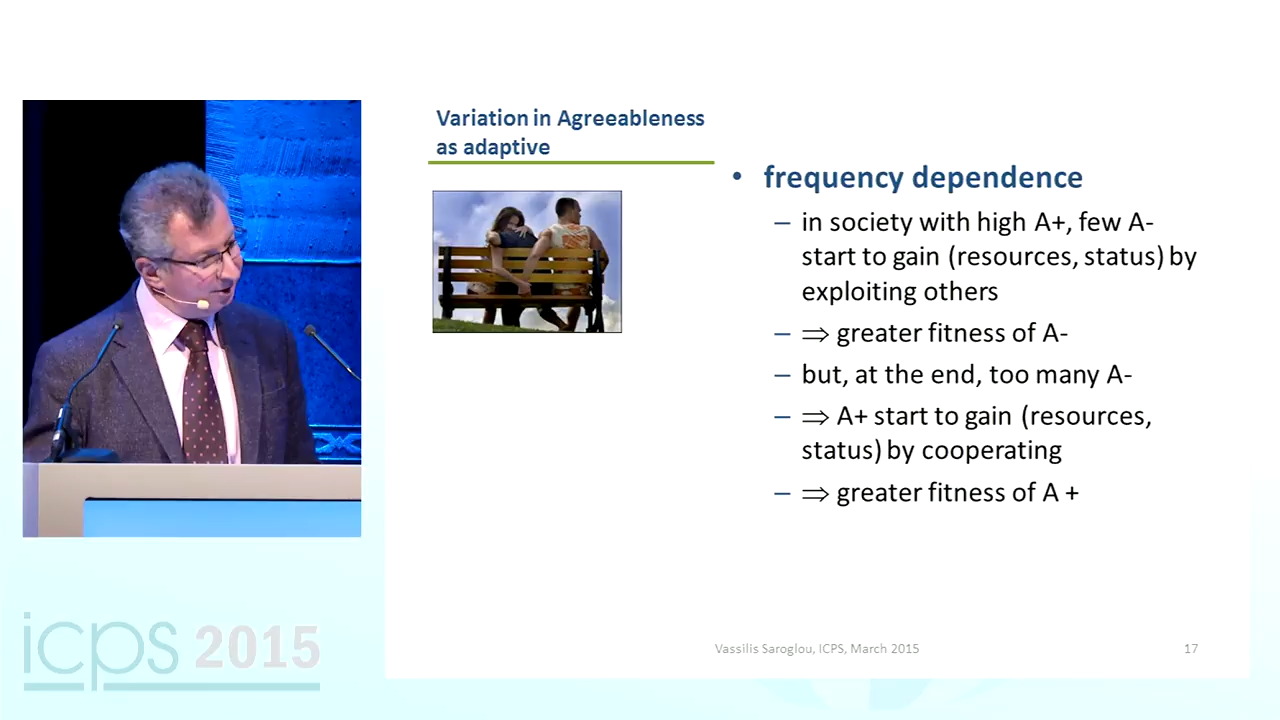 Variation in Agreeableness
as adaptive
• frequency dependence
– in society with high A+, few A-
start to gain (resources, status) by
exploiting others
– ⇒ greater fitness of A-
– but, at the end, too many A-
– ⇒ A+ start to gain (resources,
status) by cooperating
– ⇒ greater fitness of A +
Vassilis Saroglou, ICPS, March 2015
17
icps 2015